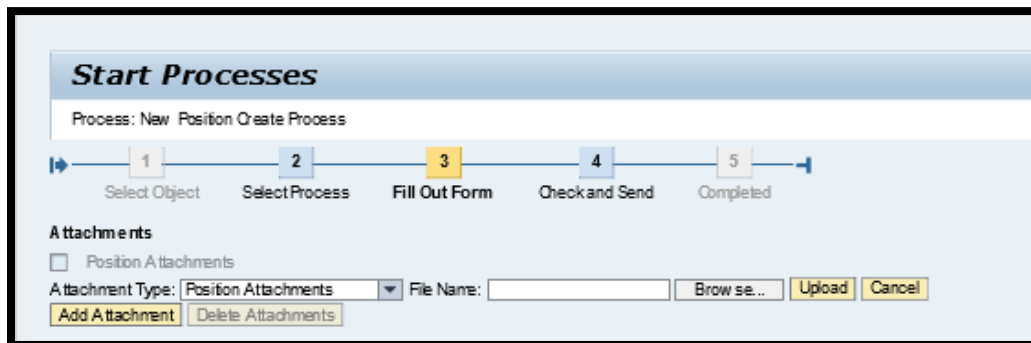 Start Processes
Process: New Position Create Process
1 2 3 4 5
Select Object Select Process Fill Out Form Check and Send Completed
Attachments
Position Attachments
Attachment Type: Position Attachments File Name: Browse... Upload Cancel
Add Attachment Delete Attachments